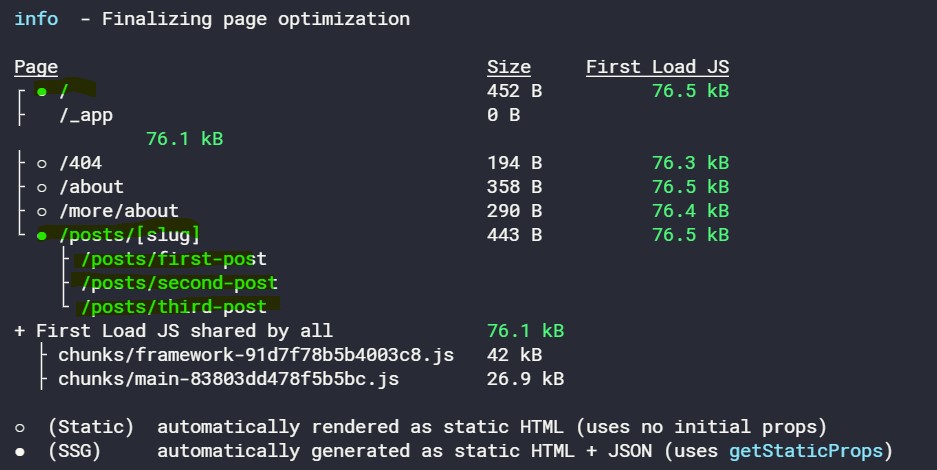 info  - Finalizing page optimization
Page Size First Load JS
┌ ● / 452 B 76.5 kB
├   /_app 0 B
76.1 kB
├ ○ /404 194 B 76.3 kB
├ ○ /about 358 B 76.5 kB
├ ○ /more/about 290 B 76.4 kB
└ ● /posts/[slug] 443 B 76.5 kB
├ /posts/first-post
├ /posts/second-post
└ /posts/third-post
+ First Load JS shared by all 76.1 kB
├ chunks/framework-91d7f78b5b4003c8.js 42 kB
├ chunks/main-83803dd478f5b5bc.js 26.9 kB
○  (Static)  automatically rendered as static HTML (uses no initial props)
●  (SSG)     automatically generated as static HTML + JSON (uses getStaticProps)